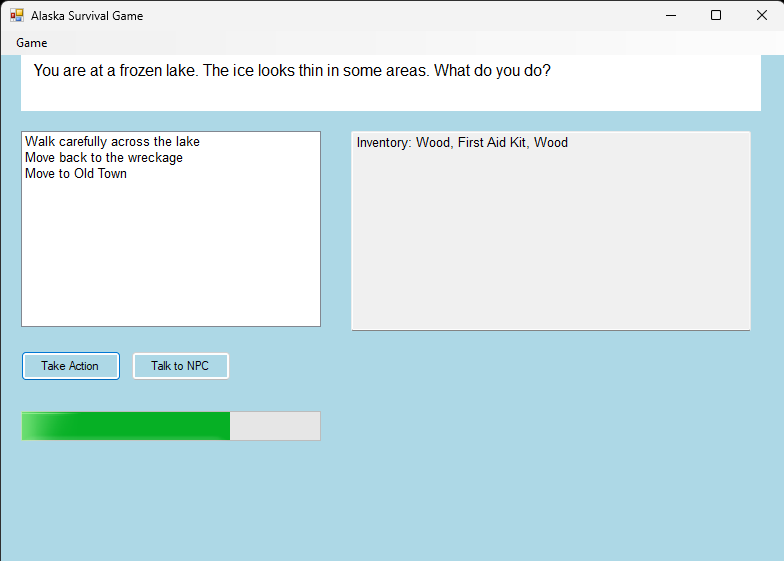 Alaska Survival Game
Game
You are at a frozen lake. The ice looks thin in some areas. What do you do?
Walk carefully across the lake
Move back to the wreckage
Move to Old Town
Inventory: Wood, First Aid Kit, Wood
Take Action
Talk to NPC